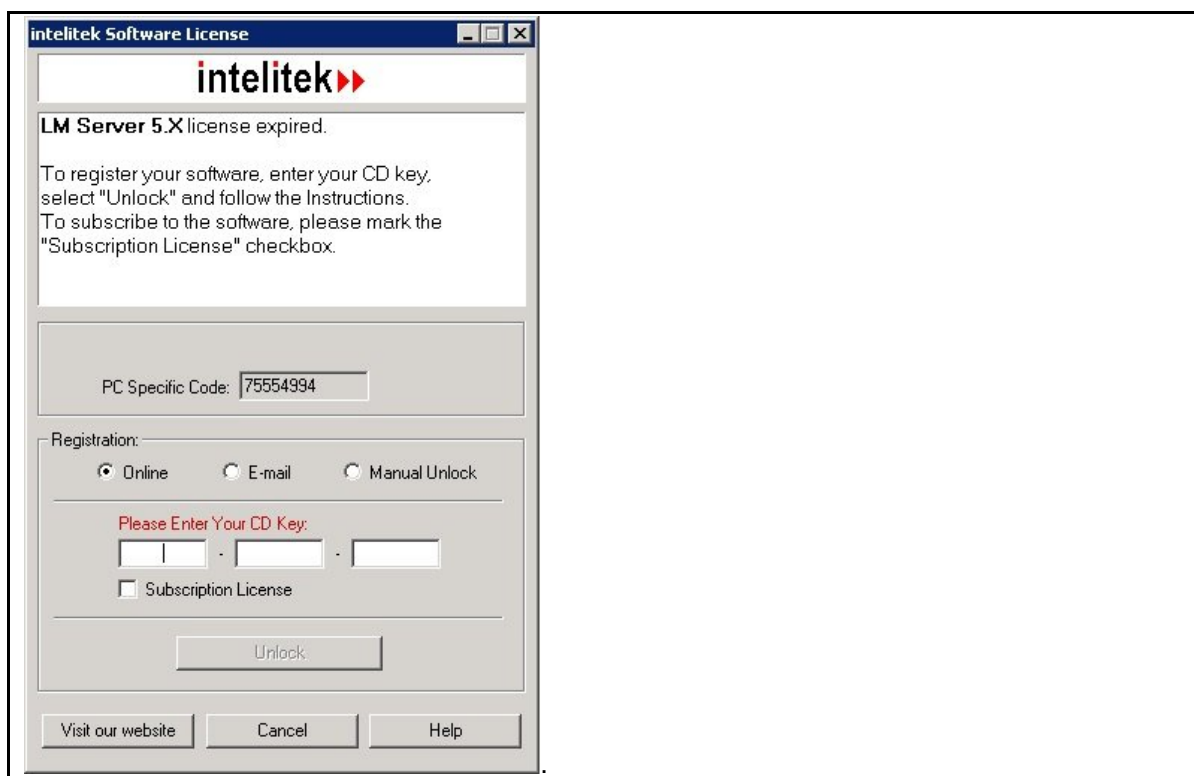 intelitek Software License
intelitek
LM Server 5.X license expired.
To register your software, enter your CD key,
select "Unlock" and follow the Instructions.
To subscribe to the software, please mark the
"Subscription License" checkbox.
PC Specific Code: 75554994
Registration:
Online E-mail Manual Unlock
Please Enter Your CD Key:
- -
Subscription License
Unlock
Visit our website Cancel Help
.